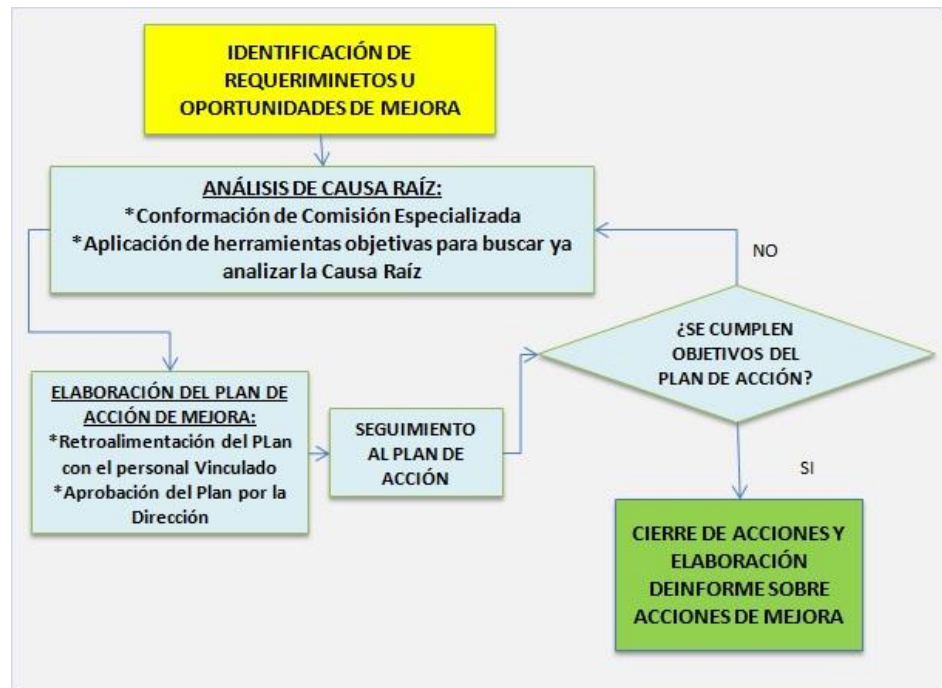 IDENTIFICACIÓN DE
REQUERIMINETOS U
OPORTUNIDADES DE MEJORA
ANÁLISIS DE CAUSA RAÍZ:
*Conformación de Comisión Especializada
*Aplicación de herramientas objetivas para buscar ya
analizar la Causa Raíz
NO
¿SE CUMPLEN
OBJETIVOS DEL
PLAN DE ACCIÓN?
ELABORACIÓN DEL PLAN DE
ACCIÓN DE MEJORA:
*Retroalimentación del PLan
con el personal Vinculado
*Aprobación del Plan por la
Dirección
SEGUIMIENTO
AL PLAN DE
ACCIÓN
SI
CIERRE DE ACCIONES Y
ELABORACIÓN
DEINFORME SOBRE
ACCIONES DE MEJORA